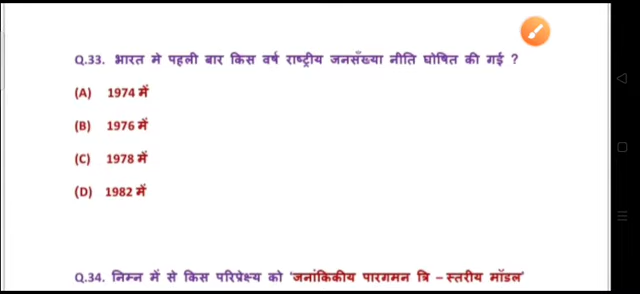 Q.33. भारत मे पहली बार किस वर्ष राष्ट्रीय जनसँख्या नीति घोषित की गई ?
(A) 1974 में
(B) 1976 में
(C) 1978 में
(D) 1982 में
Q.34. निम्न में से किस परिप्रेक्ष्य को 'जनांकिकीय पारगमन त्रि – स्तरीय मॉडल'